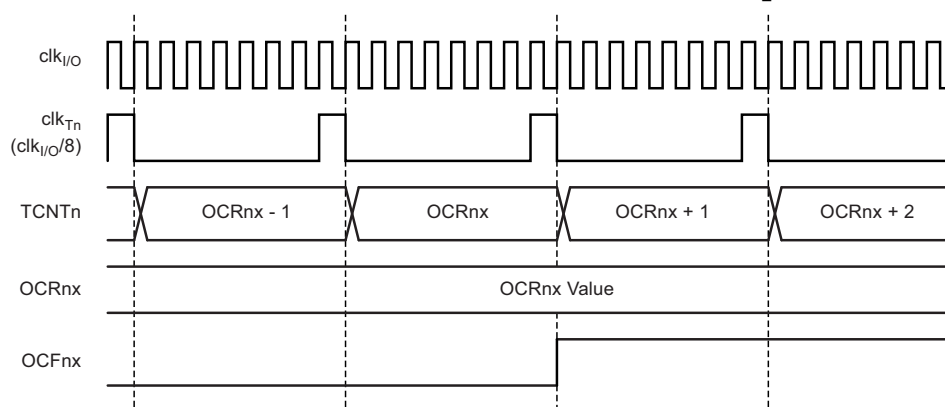 clkI/O
clkTn
(clkI/O/8)
TCNTn OCRnx - 1 OCRnx OCRnx + 1 OCRnx + 2
OCRnx OCRnx Value
OCFnx